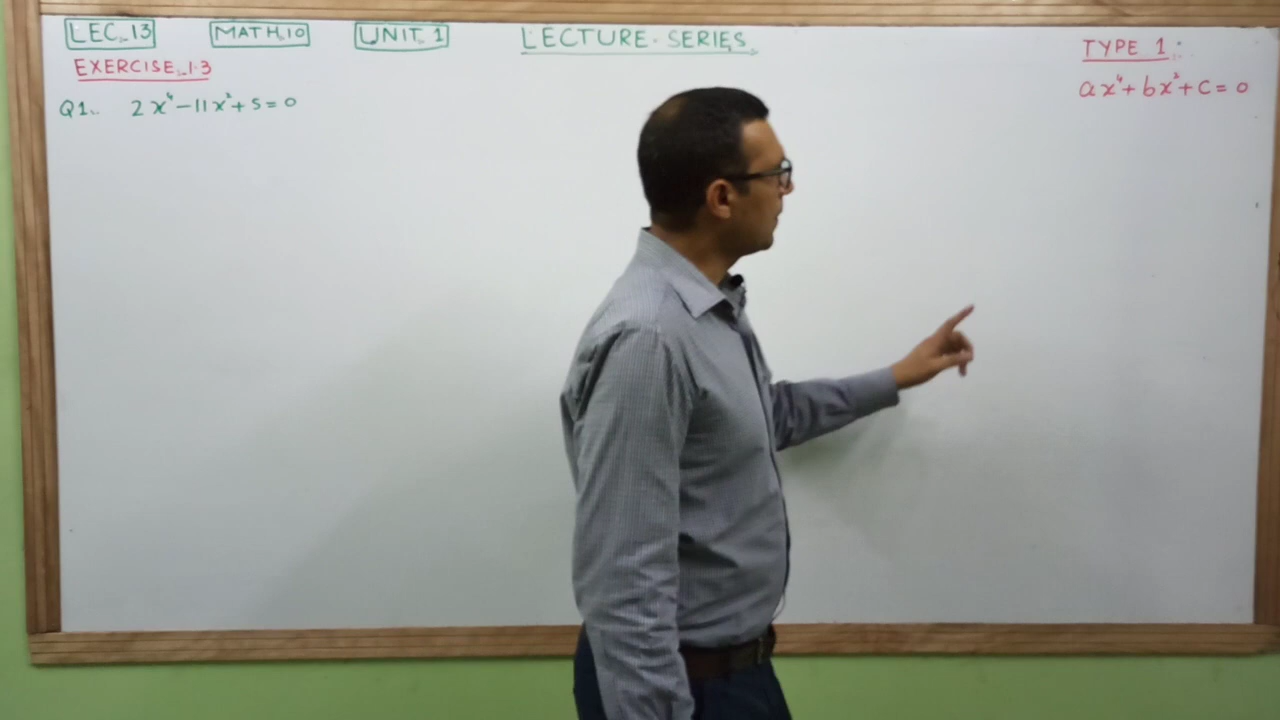 LEC.13 MATH.10 UNIT.1 LECTURE. SERIES.
EXERCISE.1.3
Q1. 2x⁴-11x²+5=0
TYPE 1:
ax⁴+bx²+c=0